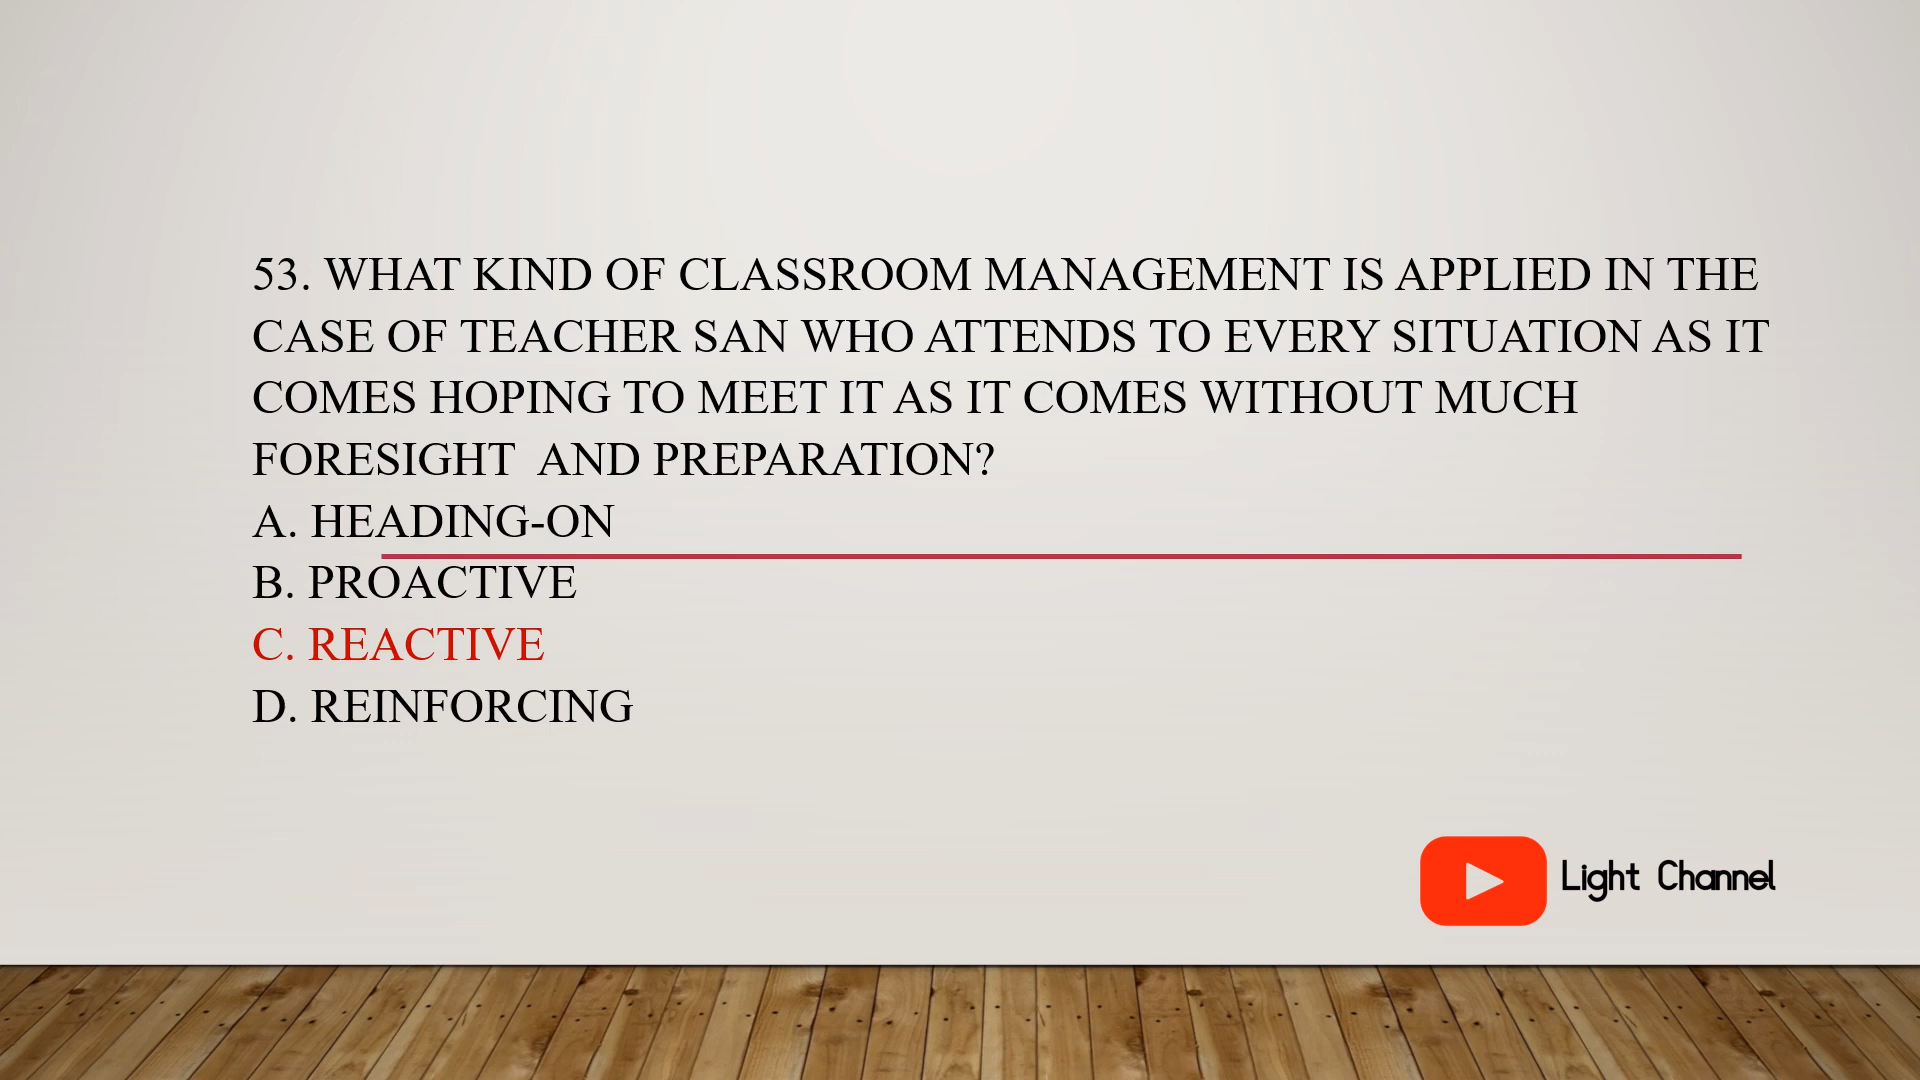 53. WHAT KIND OF CLASSROOM MANAGEMENT IS APPLIED IN THE
CASE OF TEACHER SAN WHO ATTENDS TO EVERY SITUATION AS IT
COMES HOPING TO MEET IT AS IT COMES WITHOUT MUCH
FORESIGHT  AND PREPARATION?
A. HEADING-ON
B. PROACTIVE
C. REACTIVE
D. REINFORCING
Light Channel